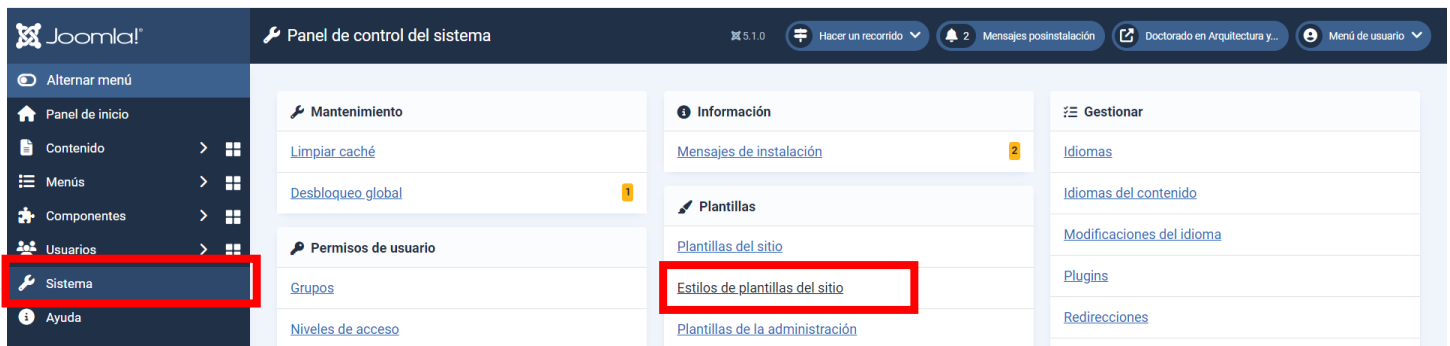 Joomla!®
Panel de control del sistema
5.1.0
Hacer un recorrido
2 Mensajes posinstalación
Doctorado en Arquitectura y...
Menú de usuario
Alternar menú
Panel de inicio
Contenido
Menús
Componentes
Usuarios
Sistema
Ayuda
Mantenimiento
Limpiar caché
Desbloqueo global 1
Permisos de usuario
Grupos
Niveles de acceso
Información
Mensajes de instalación 2
Plantillas
Plantillas del sitio
Estilos de plantillas del sitio
Plantillas de la administración
Gestionar
Idiomas
Idiomas del contenido
Modificaciones del idioma
Plugins
Redirecciones